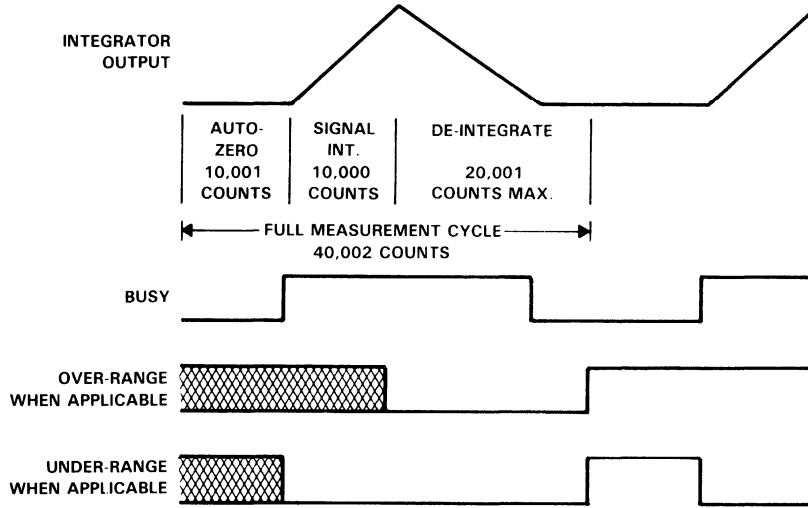 INTEGRATOR
OUTPUT
AUTO-
ZERO
10,001
COUNTS
SIGNAL
INT.
10,000
COUNTS
DE-INTEGRATE
20,001
COUNTS MAX.
FULL MEASUREMENT CYCLE
40,002 COUNTS
BUSY
OVER-RANGE
WHEN APPLICABLE
UNDER-RANGE
WHEN APPLICABLE